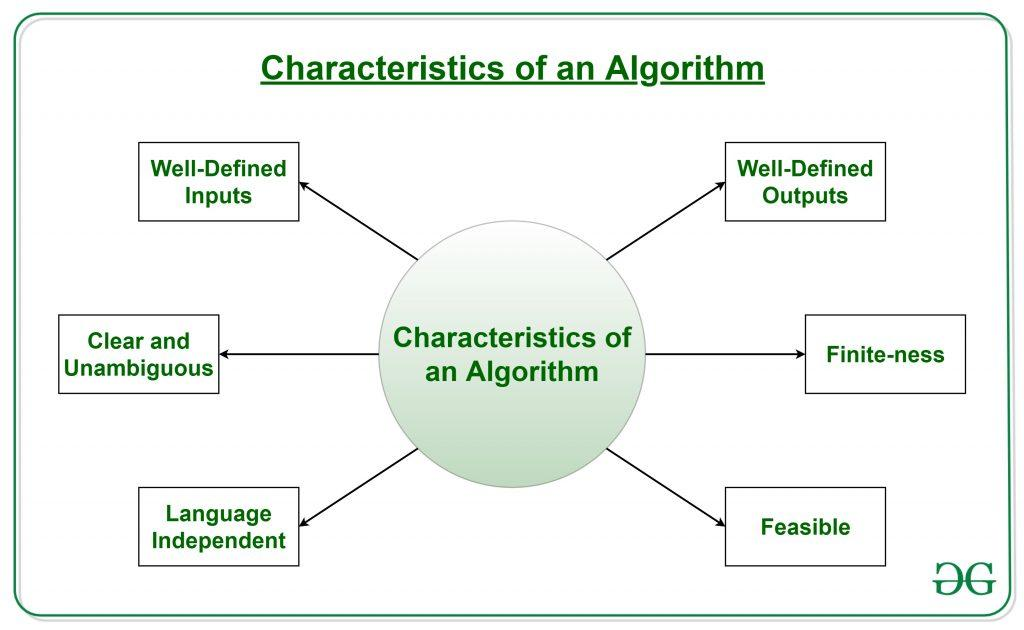 Characteristics of an Algorithm
Well-Defined
Inputs
Well-Defined
Outputs
Clear and
Unambiguous
Characteristics of
an Algorithm
Finite-ness
Language
Independent
Feasible